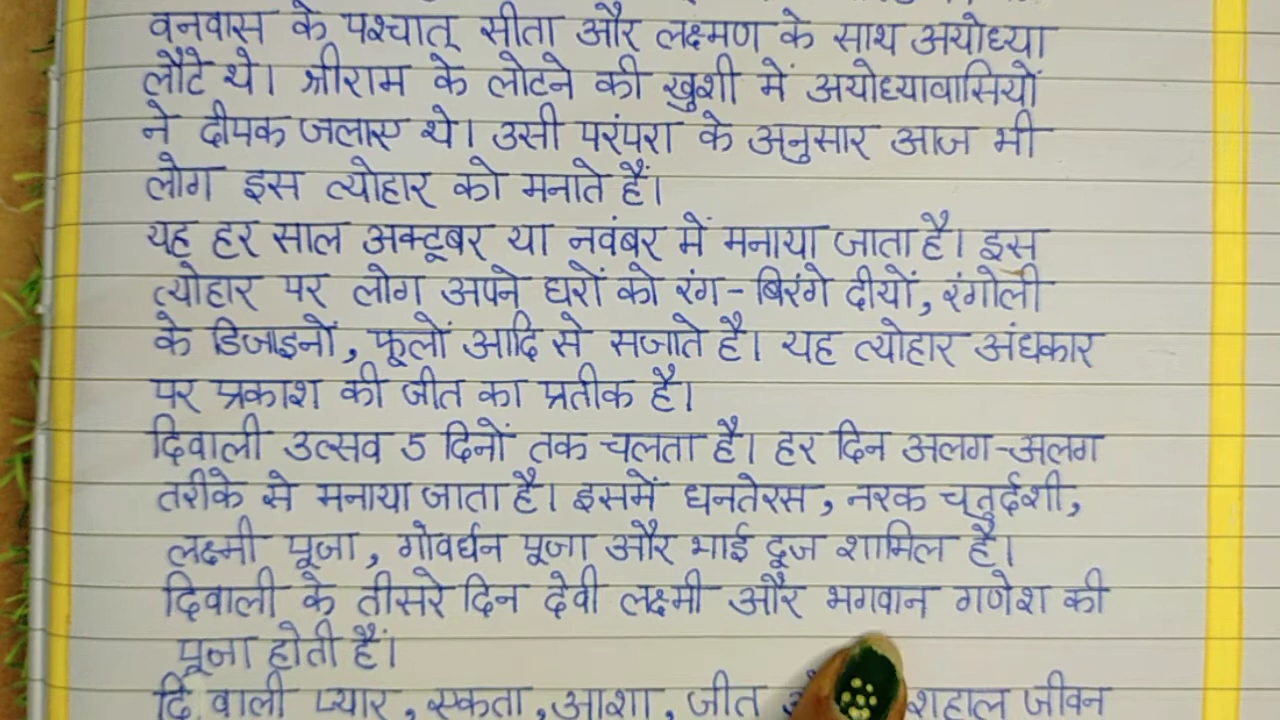 वनवास के पश्चात् सीता और लक्ष्मण के साथ अयोध्या
लौटे थे। श्रीराम के लोटने की खुशी में अयोध्यावासियों
ने दीपक जलाए थे। उसी परंपरा के अनुसार आज भी
लोग इस त्योहार को मनाते हैं।
यह हर साल अक्टूबर या नवंबर में मनाया जाता है। इस
त्योहार पर लोग अपने घरों को रंग-बिरंगे दीयों, रंगोली
के डिजाइनों, फूलों आदि से सजाते है। यह त्योहार अंधकार
पर प्रकाश की जीत का प्रतीक है।
दिवाली उत्सव 5 दिनों तक चलता है। हर दिन अलग-अलग
तरीके से मनाया जाता है। इसमें धनतेरस, नरक चतुर्दशी,
लक्ष्मी पूजा, गोवर्धन पूजा और भाई दूज शामिल है।
दिवाली के तीसरे दिन देवी लक्ष्मी और भगवान गणेश की
पूजा होती हैं।
दिवाली प्यार, एकता, आशा, जीत जीवन